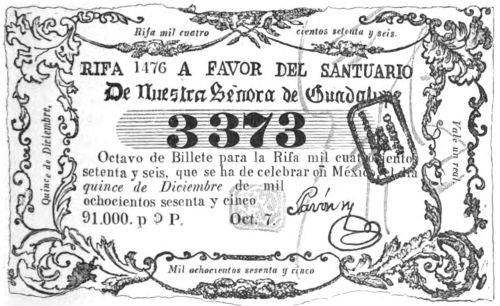 Rifa mil cuatro cientos setenta y seis.
RIFA 1476 A FAVOR DEL SANTUARIO
De Nuestra Señora de Guadalupe
3373
Octavo de Billete para la Rifa mil cuatrocientos
setenta y seis, que se ha de celebrar en México el día
quince de Diciembre de mil
ochocientos sesenta y cinco
91.000. p P. Oct. 7.
Quince de Diciembre,
Vale un real.
Mil ochocientos sesenta y cinco